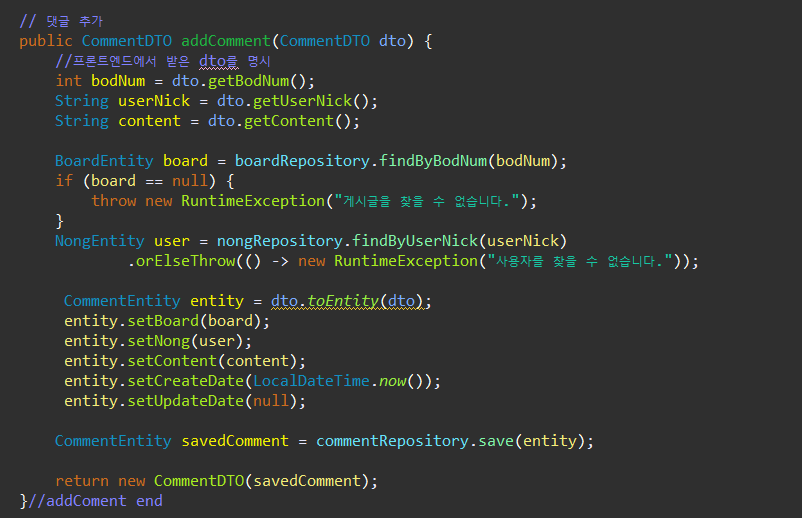 // 댓글 추가
public CommentDTO addComment(CommentDTO dto) {
//프론트엔드에서 받은 dto를 명시
int bodNum = dto.getBodNum();
String userNick = dto.getUserNick();
String content = dto.getContent();
BoardEntity board = boardRepository.findByBodNum(bodNum);
if (board == null) {
throw new RuntimeException("게시글을 찾을 수 없습니다.");
}
NongEntity user = nongRepository.findByUserNick(userNick)
.orElseThrow(() -> new RuntimeException("사용자를 찾을 수 없습니다."));
CommentEntity entity = dto.toEntity(dto);
entity.setBoard(board);
entity.setNong(user);
entity.setContent(content);
entity.setCreateDate(LocalDateTime.now());
entity.setUpdateDate(null);
CommentEntity savedComment = commentRepository.save(entity);
return new CommentDTO(savedComment);
}//addComent end